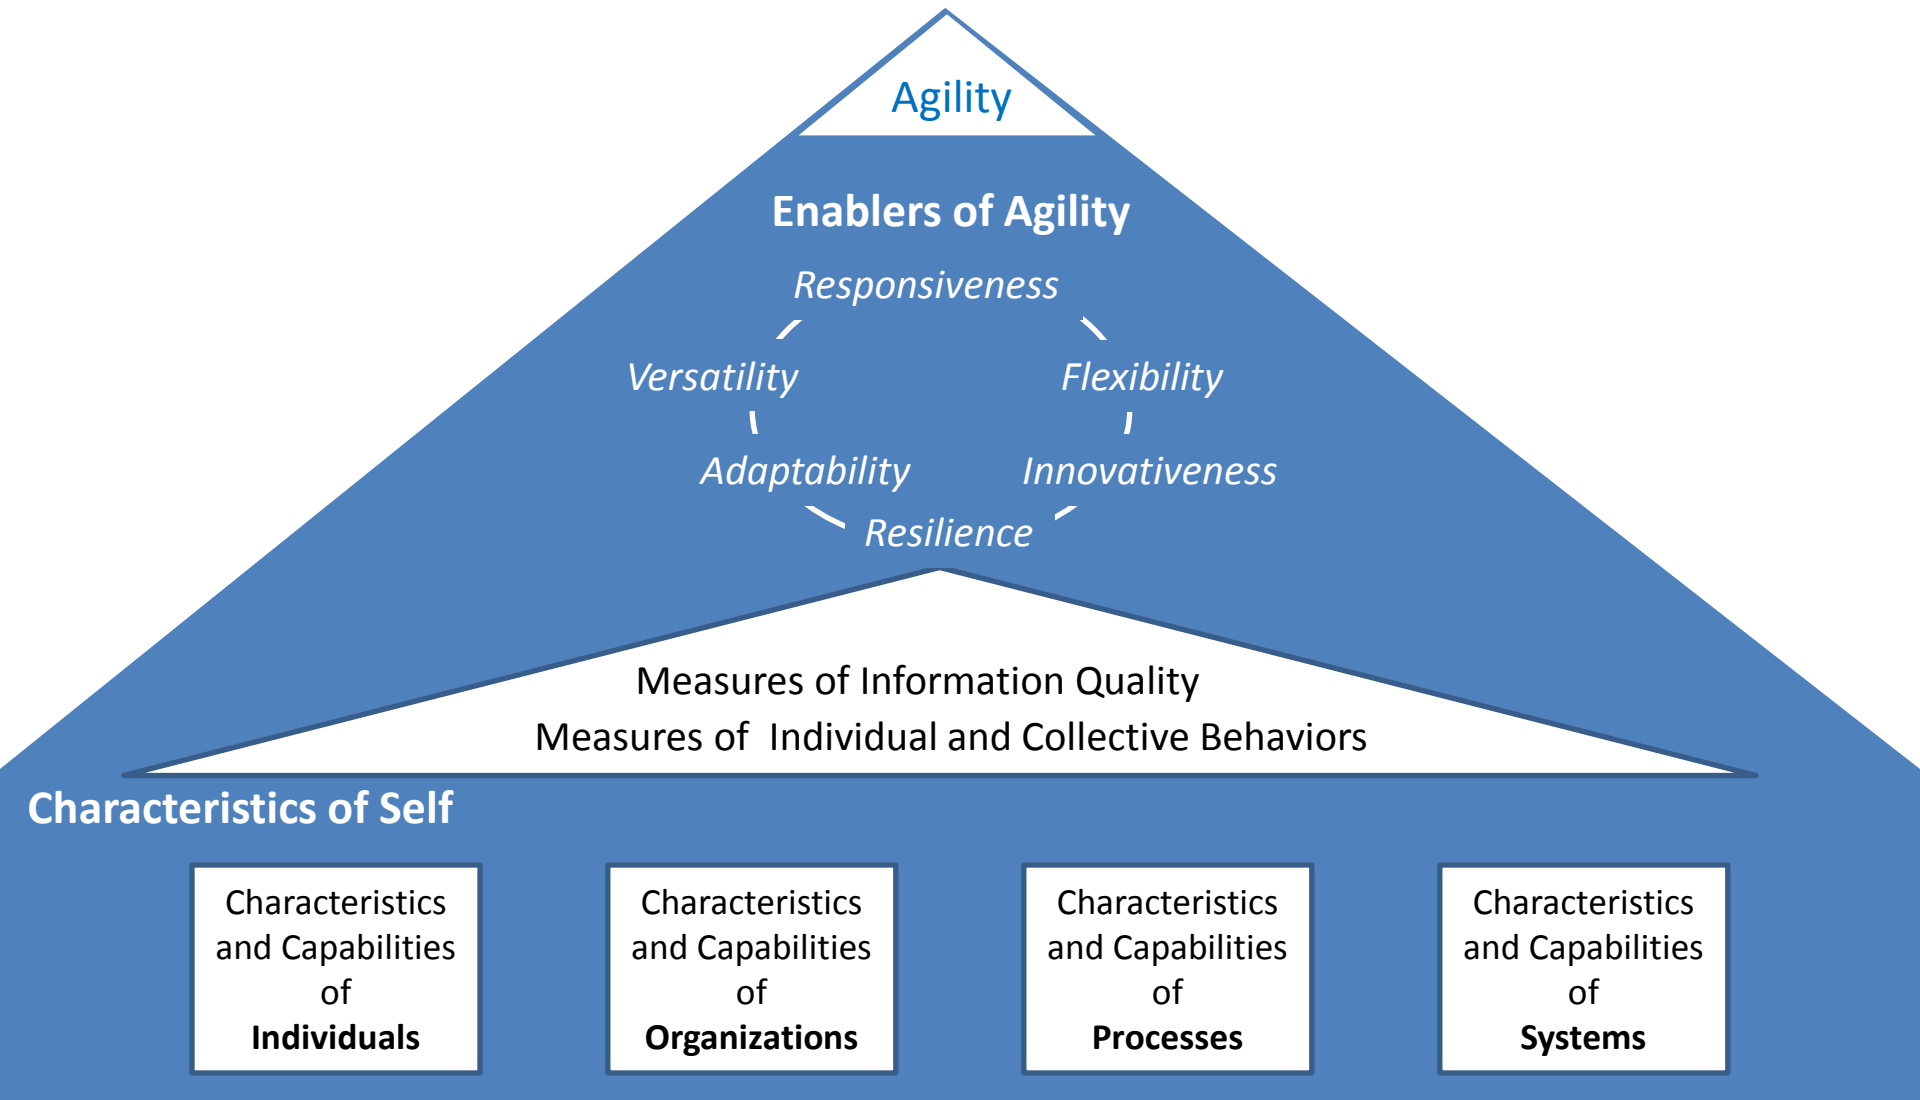 Agility
Enablers of Agility
Responsiveness
Versatility
Flexibility
Adaptability
Innovativeness
Resilience
Measures of Information Quality
Measures of  Individual and Collective Behaviors
Characteristics of Self
Characteristics
and Capabilities
of
Individuals
Characteristics
and Capabilities
of
Organizations
Characteristics
and Capabilities
of
Processes
Characteristics
and Capabilities
of
Systems